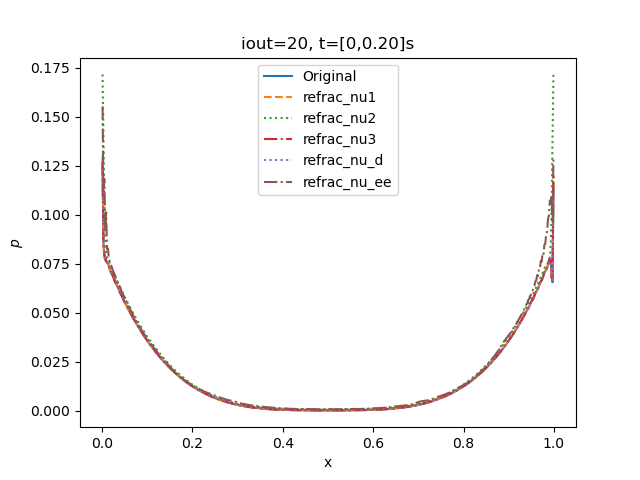 iout=20, t=[0,0.20]s
Original
refrac_nu1
refrac_nu2
refrac_nu3
refrac_nu_d
refrac_nu_ee
p
0.175
0.150
0.125
0.100
0.075
0.050
0.025
0.000
0.0 0.2 0.4 0.6 0.8 1.0
x